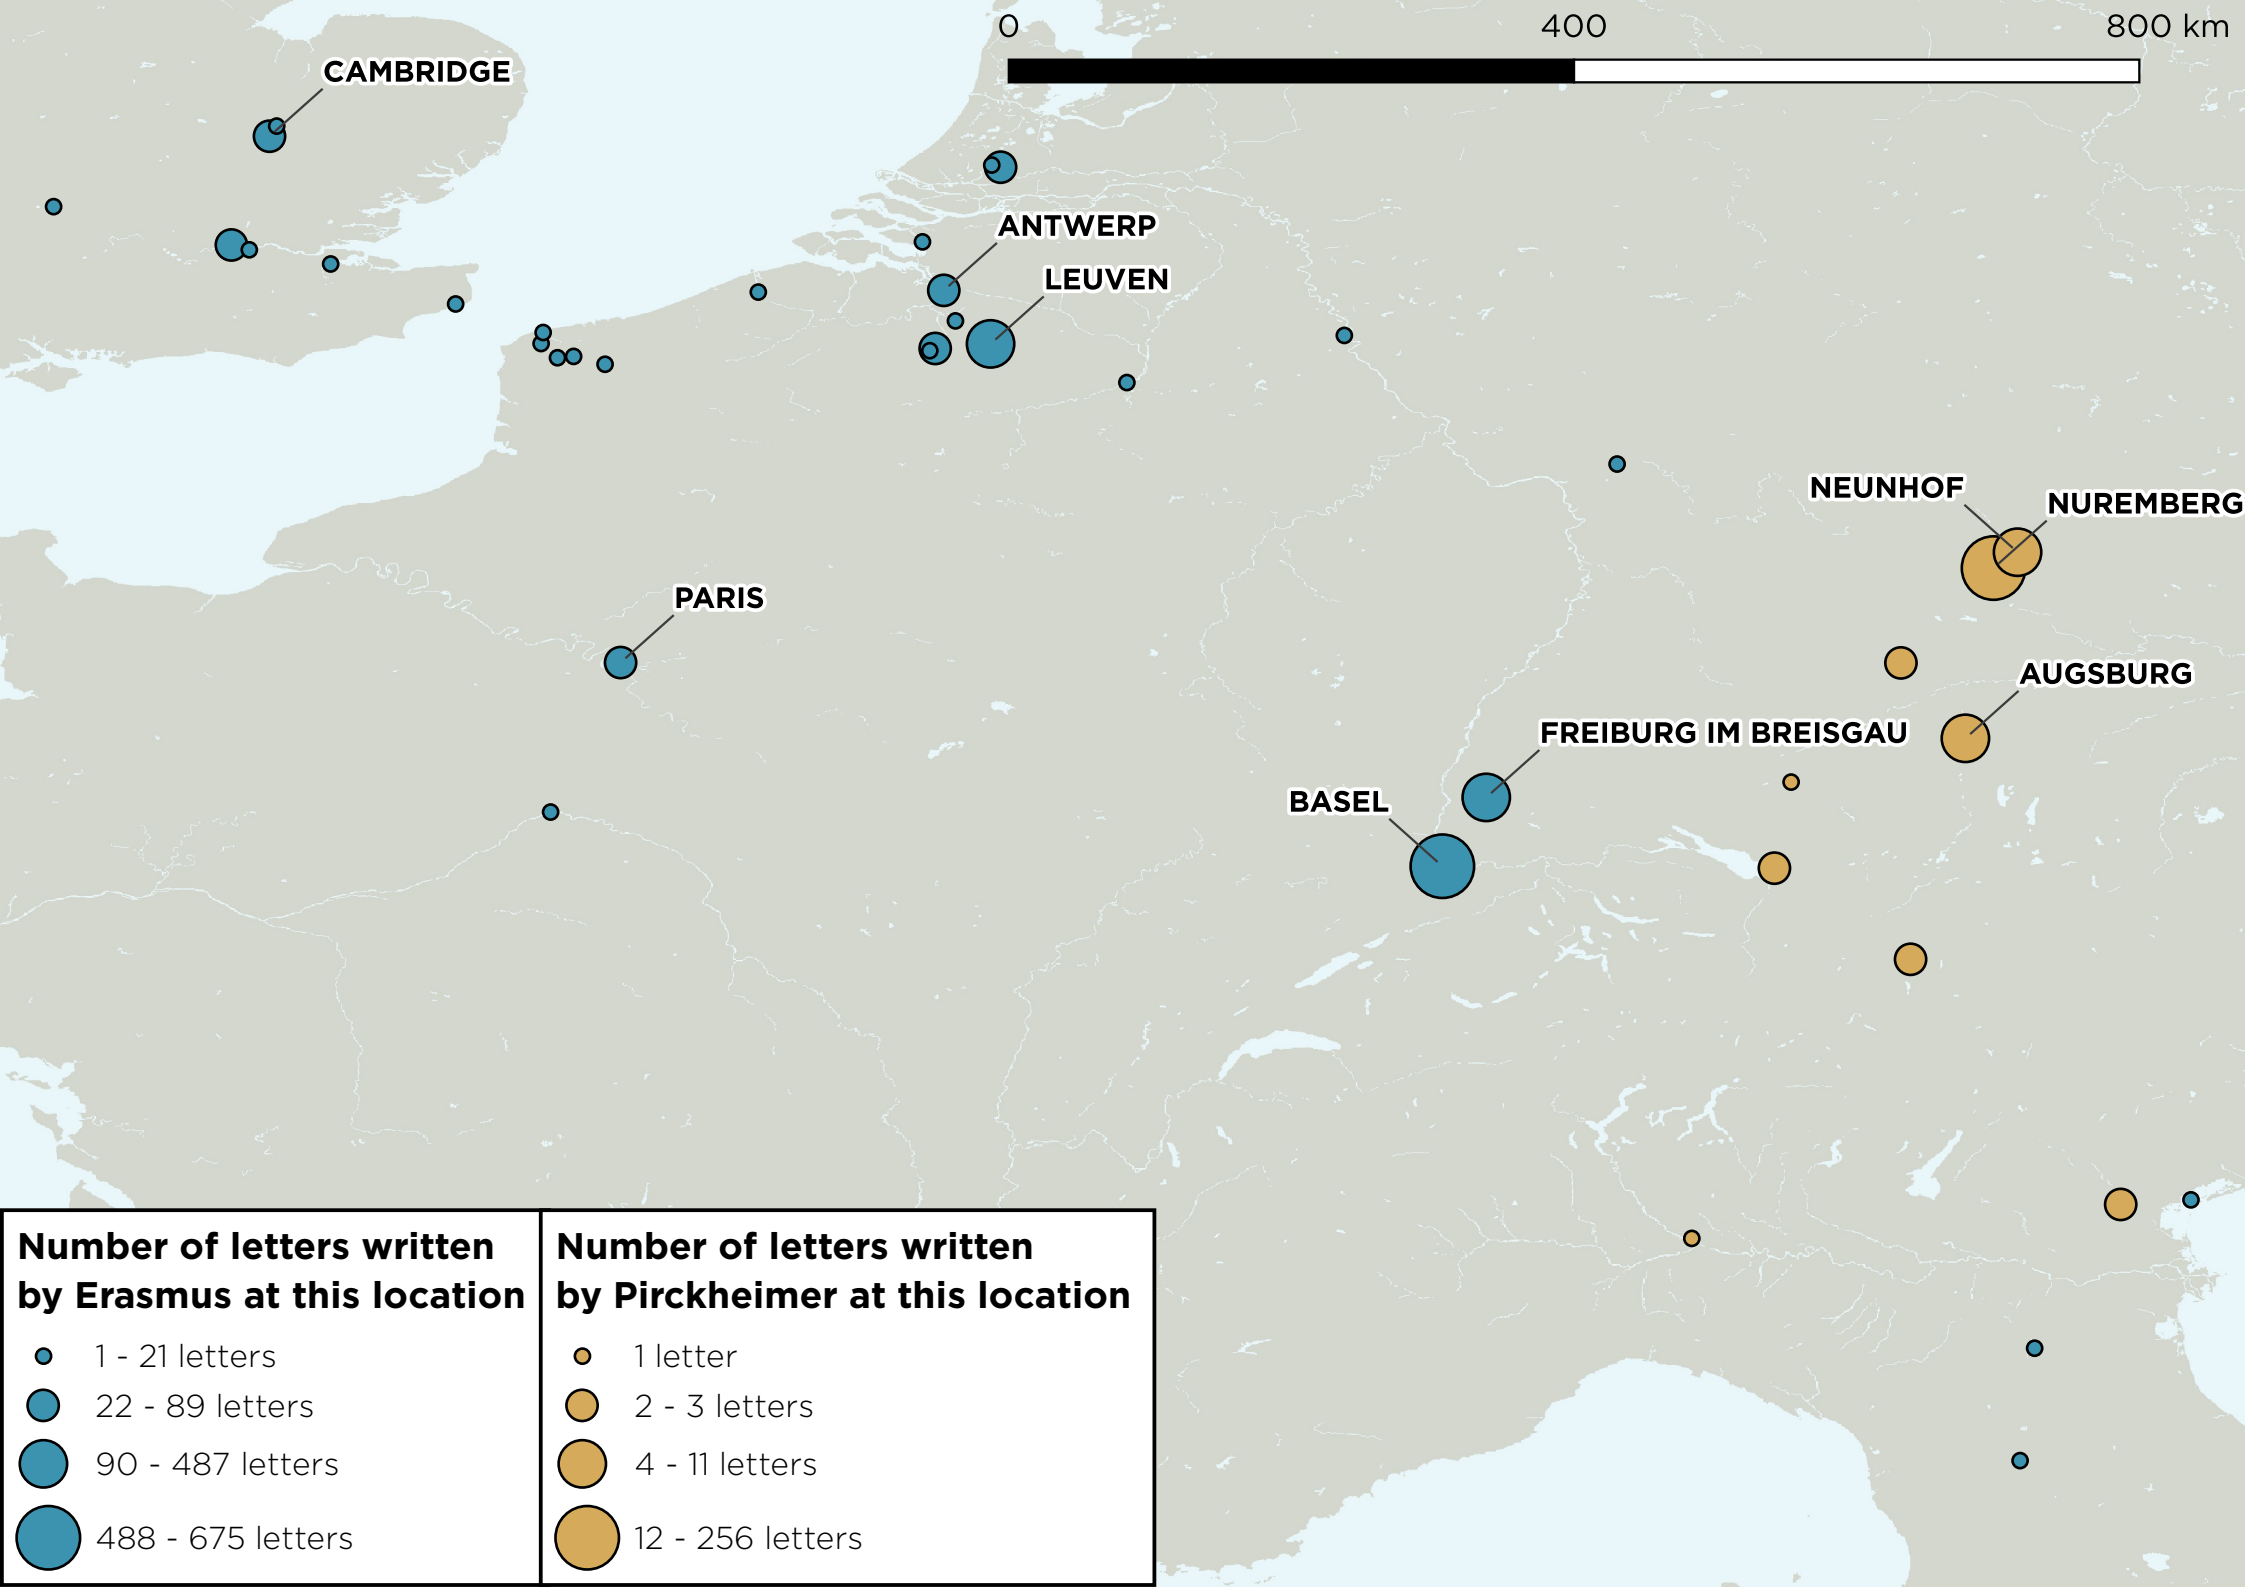 0 400 800 km
CAMBRIDGE
ANTWERP
LEUVEN
NEUNHOF
NUREMBERG
PARIS
AUGSBURG
FREIBURG IM BREISGAU
BASEL
Number of letters written
by Erasmus at this location
1 - 21 letters
22 - 89 letters
90 - 487 letters
488 - 675 letters
Number of letters written
by Pirckheimer at this location
1 letter
2 - 3 letters
4 - 11 letters
12 - 256 letters